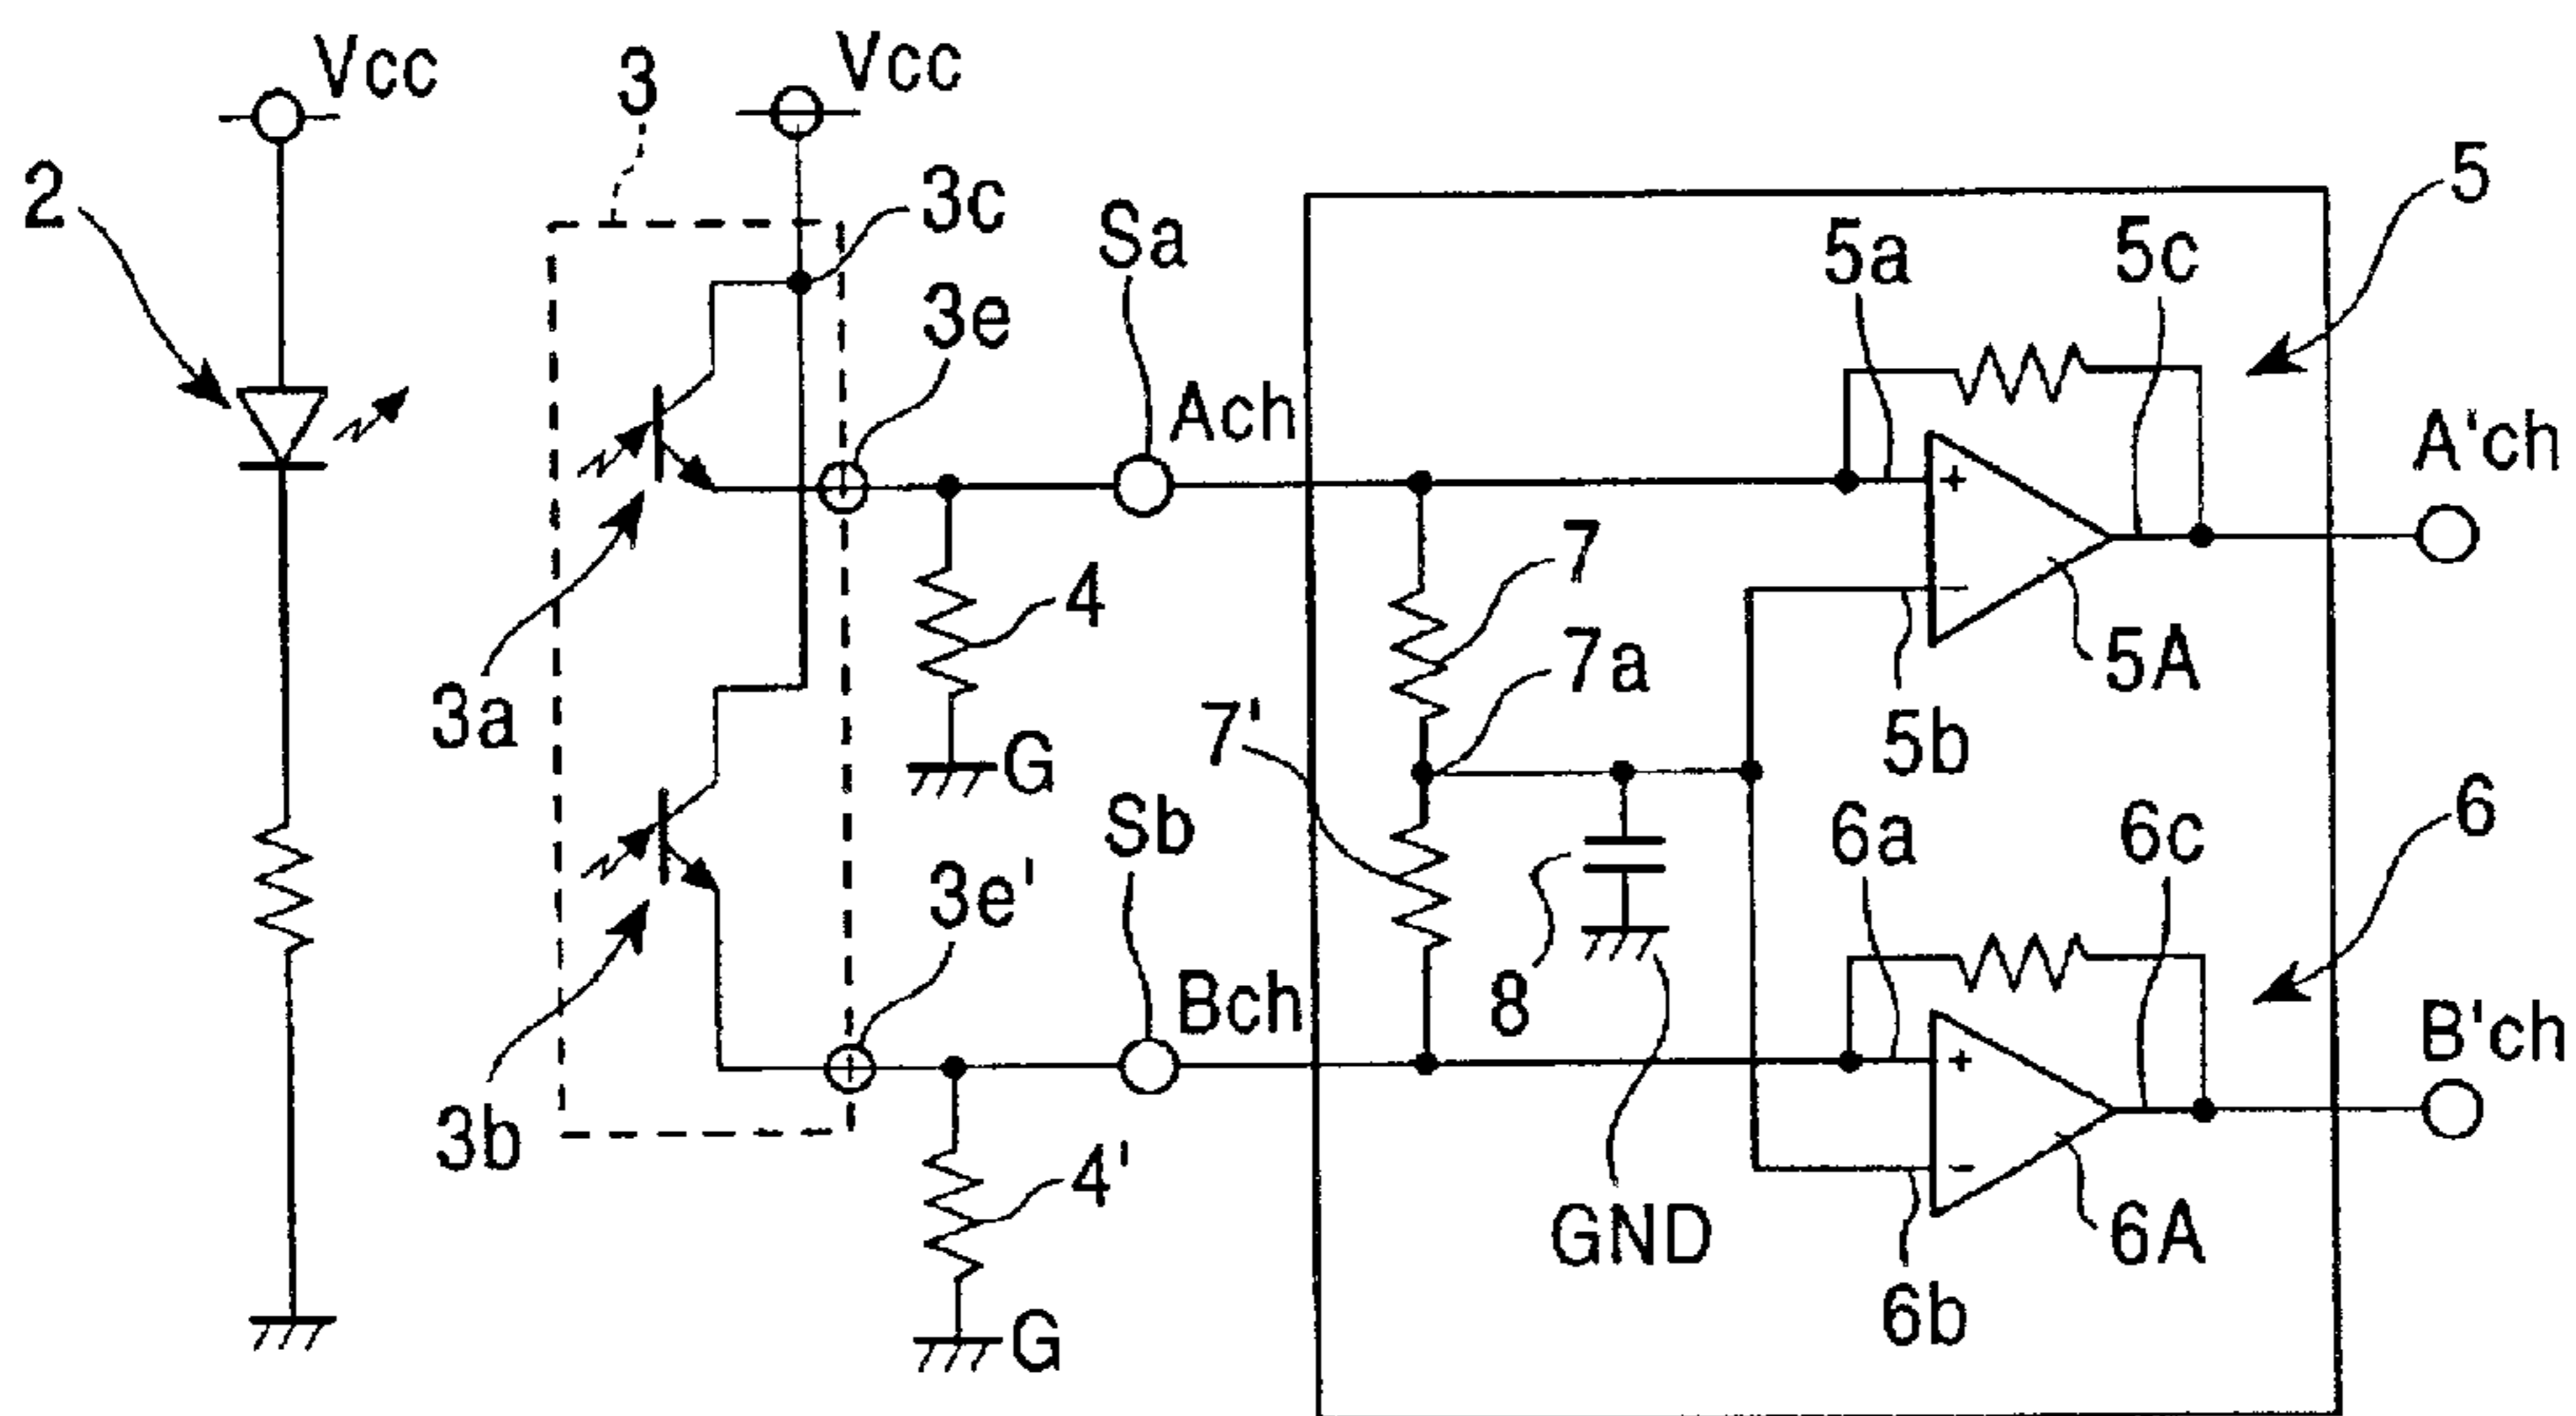 Vcc
Vcc
3
2
3c
Sa
5
5a
5c
3e
Ach
A'ch
+
7
4
-
3a
7a
5A
7'
5b
G
Sb
6
6a
6c
3e'
8
Bch
B'ch
+
3b
4'
-
GND
6A
6b
G